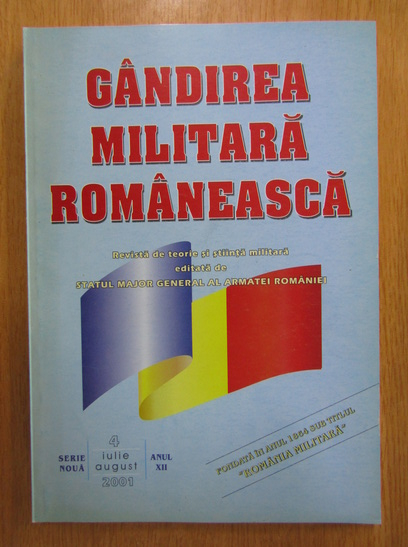 GÂNDIREA
MILITARĂ
ROMÂNEASCĂ
Revistă de teorie și știință militară
editată de
STATUL MAJOR GENERAL AL ARMATEI ROMÂNIEI
SERIE
NOUĂ
4
iulie
august
2001
ANUL
XII
FONDATĂ ÎN ANUL 1864 SUB TITLUL
"ROMÂNIA MILITARĂ"